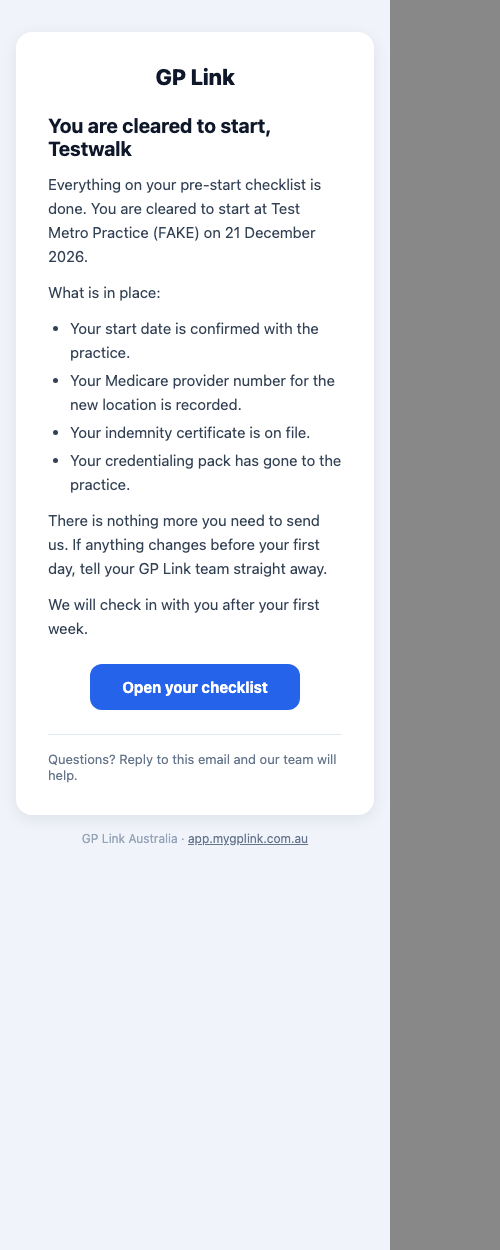 GP Link
You are cleared to start,
Testwalk
Everything on your pre-start checklist is
done. You are cleared to start at Test
Metro Practice (FAKE) on 21 December
2026.
What is in place:
• Your start date is confirmed with the
practice.
• Your Medicare provider number for the
new location is recorded.
• Your indemnity certificate is on file.
• Your credentialing pack has gone to the
practice.
There is nothing more you need to send
us. If anything changes before your first
day, tell your GP Link team straight away.
We will check in with you after your first
week.
Open your checklist
Questions? Reply to this email and our team will
help.
GP Link Australia · app.mygplink.com.au